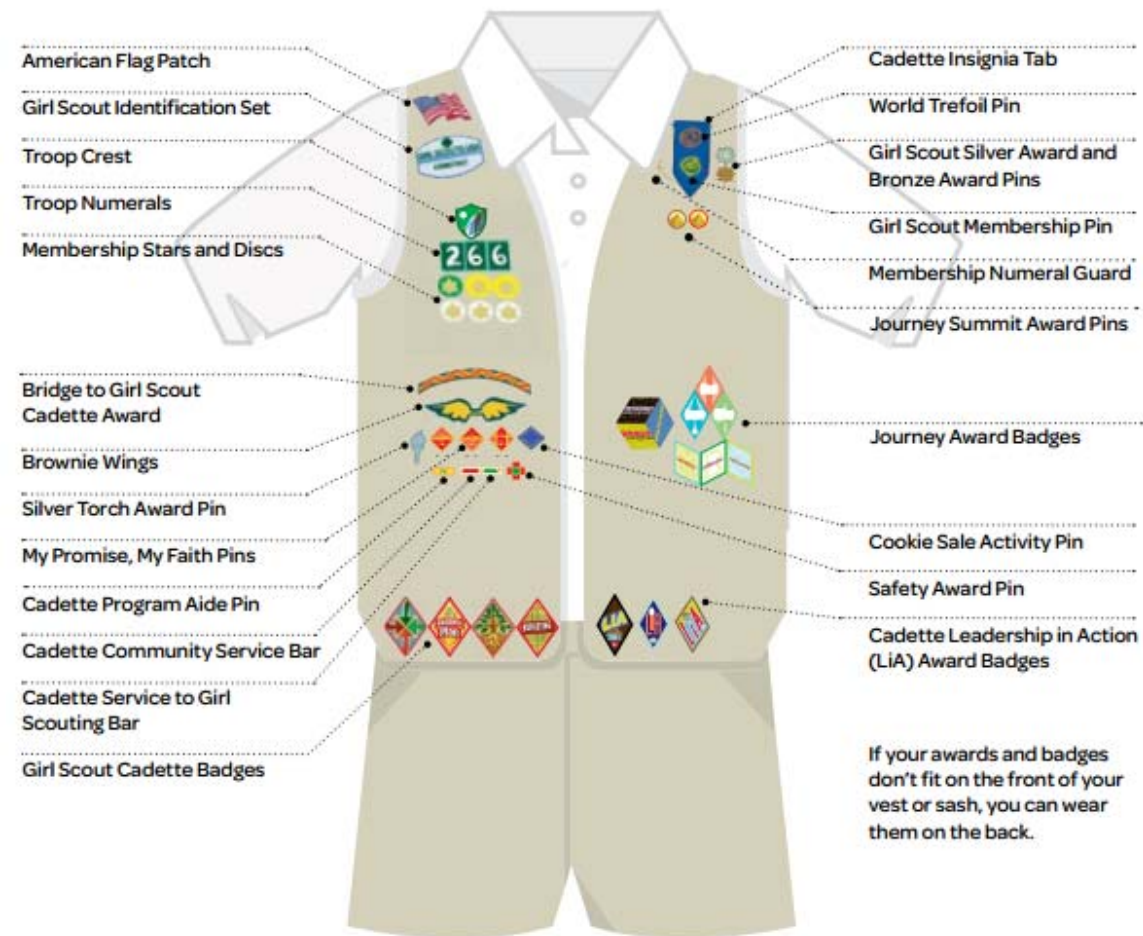 American Flag Patch
Girl Scout Identification Set
Troop Crest
Troop Numerals
Membership Stars and Discs
Bridge to Girl Scout
Cadette Award
Brownie Wings
Silver Torch Award Pin
My Promise, My Faith Pins
Cadette Program Aide Pin
Cadette Community Service Bar
Cadette Service to Girl
Scouting Bar
Girl Scout Cadette Badges
266
LiA
Cadette Insignia Tab
World Trefoil Pin
Girl Scout Silver Award and
Bronze Award Pins
Girl Scout Membership Pin
Membership Numeral Guard
Journey Summit Award Pins
Journey Award Badges
Cookie Sale Activity Pin
Safety Award Pin
Cadette Leadership in Action
(LiA) Award Badges
If your awards and badges
don't fit on the front of your
vest or sash, you can wear
them on the back.